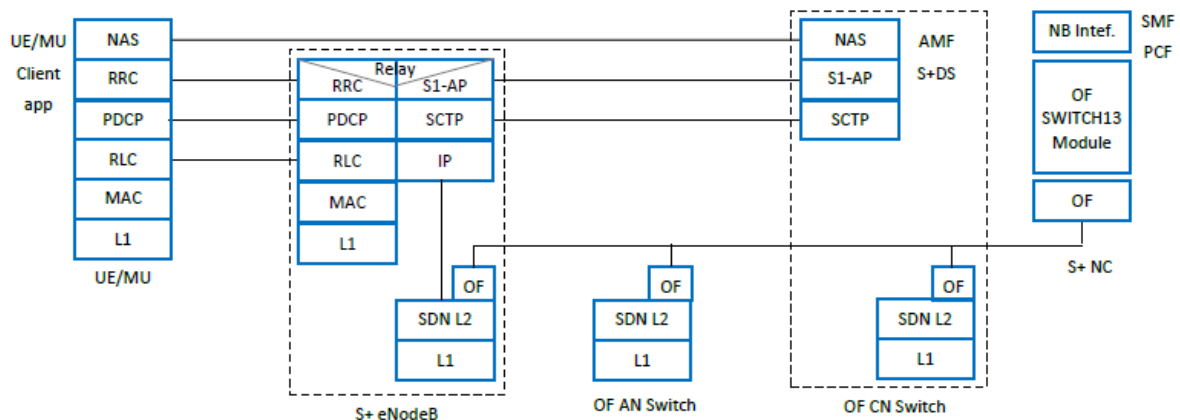 UE/MU
Client
app
NAS
RRC
PDCP
RLC
MAC
L1
UE/MU
Relay
RRC
S1-AP
PDCP
SCTP
RLC
IP
MAC
L1
OF
SDN L2
L1
S+ eNodeB
OF
SDN L2
L1
OF AN Switch
NAS
S1-AP
SCTP
AMF
S+DS
OF
SDN L2
L1
OF CN Switch
NB Intef.
SMF
PCF
OF
SWITCH13
Module
OF
S+ NC